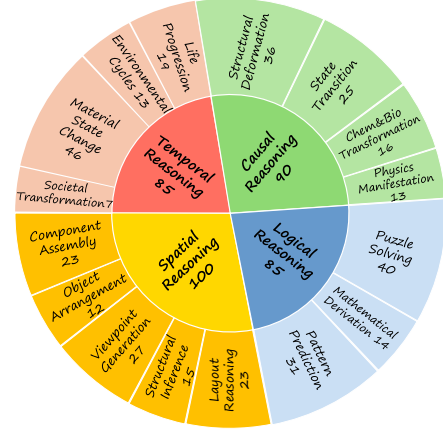 Temporal
Reasoning
85
Life
Progression
19
Environmental
Cycles 13
Material
State
Change
46
Societal
Transformation7
Causal
Reasoning
90
Structural
Deformation
36
State
Transition
25
Chem&Bio
Transformation
16
Physics
Manifestation
13
Logical
Reasoning
85
Puzzle
Solving
40
Mathematical
Derivation 14
Pattern
Prediction
31
Spatial
Reasoning
100
Component
Assembly
23
Object
Arrangement
12
Viewpoint
Generation
27
Structural
Inference
15
Layout
Reasoning
23